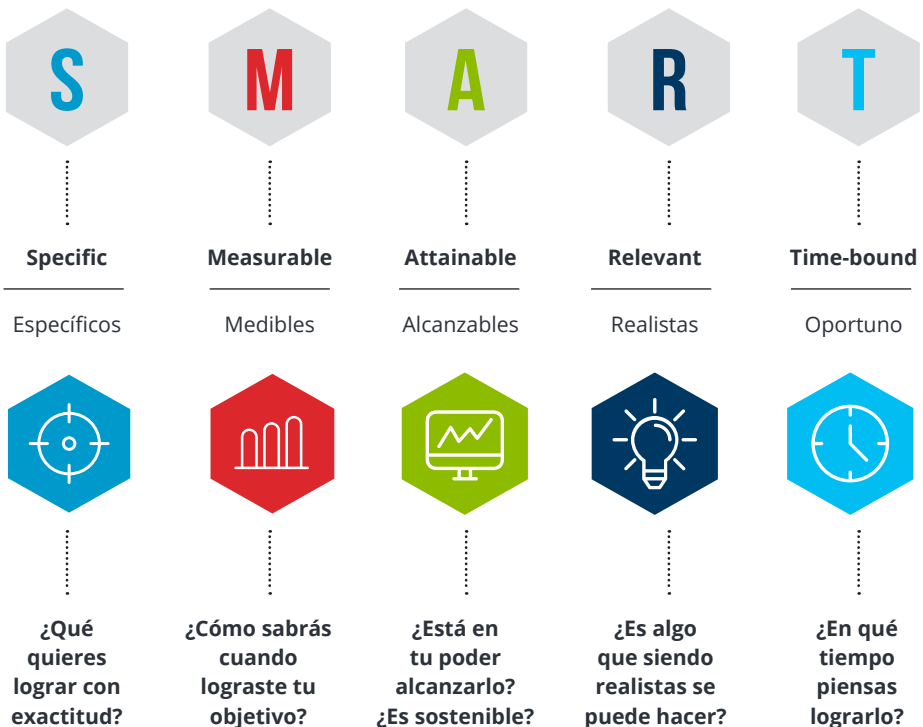 S M A R T
Specific Measurable Attainable Relevant Time-bound
Específicos Medibles Alcanzables Realistas Oportuno
¿Qué
quieres
lograr con
exactitud?
¿Cómo sabrás
cuando
lograste tu
objetivo?
¿Está en
tu poder
alcanzarlo?
¿Es sostenible?
¿Es algo
que siendo
realistas se
puede hacer?
¿En qué
tiempo
piensas
lograrlo?